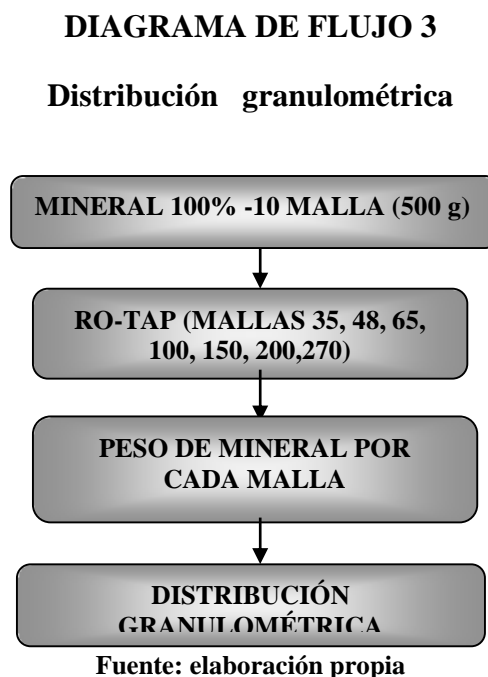 DIAGRAMA DE FLUJO 3
Distribución granulométrica
MINERAL 100% -10 MALLA (500 g)
RO-TAP (MALLAS 35, 48, 65,
100, 150, 200,270)
PESO DE MINERAL POR
CADA MALLA
DISTRIBUCIÓN
GRANULOMÉTRICA
Fuente: elaboración propia